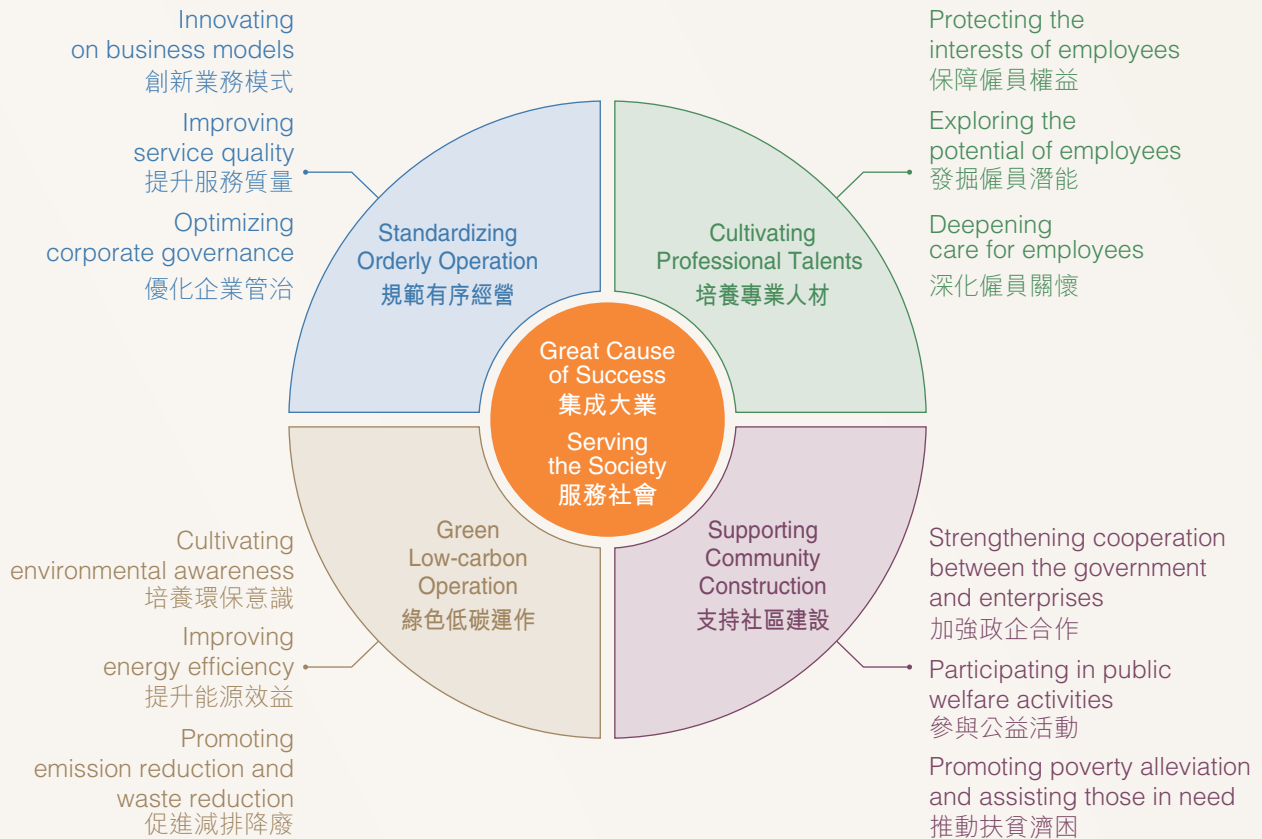 Innovating
on business models
創新業務模式
Improving
service quality
提升服務質量
Optimizing
corporate governance
優化企業管治
Standardizing
Orderly Operation
規範有序經營
Protecting the
interests of employees
保障僱員權益
Exploring the
potential of employees
發掘僱員潛能
Deepening
care for employees
深化僱員關懷
Cultivating
Professional Talents
培養專業人材
Great Cause
of Success
集成大業
Serving
the Society
服務社會
Cultivating
environmental awareness
培養環保意識
Improving
energy efficiency
提升能源效益
Promoting
emission reduction and
waste reduction
促進減排降廢
Green
Low-carbon
Operation
綠色低碳運作
Supporting
Community
Construction
支持社區建設
Strengthening cooperation
between the government
and enterprises
加強政企合作
Participating in public
welfare activities
參與公益活動
Promoting poverty alleviation
and assisting those in need
推動扶貧濟困